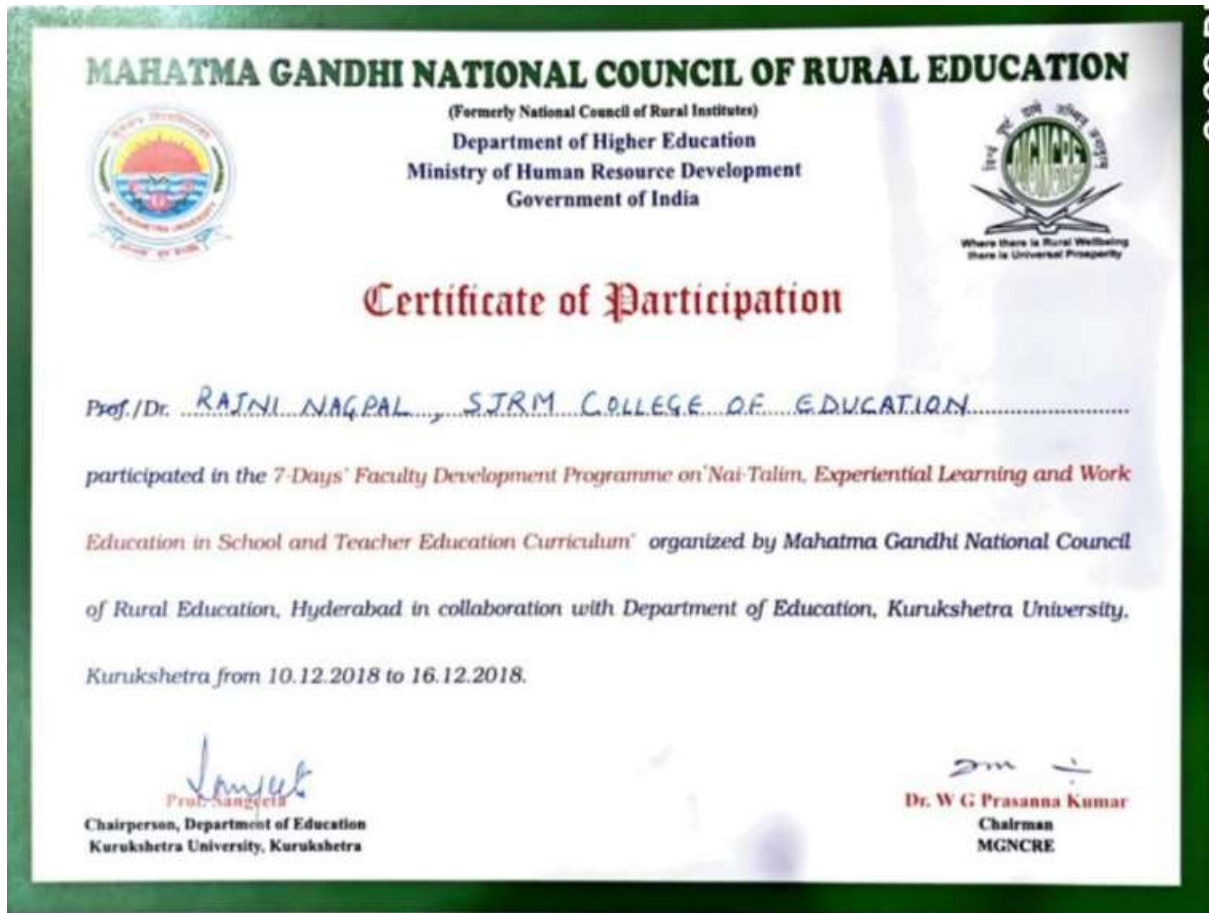 MAHATMA GANDHI NATIONAL COUNCIL OF RURAL EDUCATION
(Formerly National Council of Rural Institutes)
Department of Higher Education
Ministry of Human Resource Development
Government of India
KURUKSHETRA UNIVERSITY
MGNCRE
Where there is Rural Wellbeing
there is Universal Prosperity
Certificate of Participation
Prof./Dr. RAJNI NAGPAL, SJRM COLLEGE OF EDUCATION
participated in the 7-Days' Faculty Development Programme on 'Nai-Talim, Experiential Learning and Work
Education in School and Teacher Education Curriculum' organized by Mahatma Gandhi National Council
of Rural Education, Hyderabad in collaboration with Department of Education, Kurukshetra University,
Kurukshetra from 10.12.2018 to 16.12.2018.
Prof. Sangeeta
Chairperson, Department of Education
Kurukshetra University, Kurukshetra
Dr. W G Prasanna Kumar
Chairman
MGNCRE